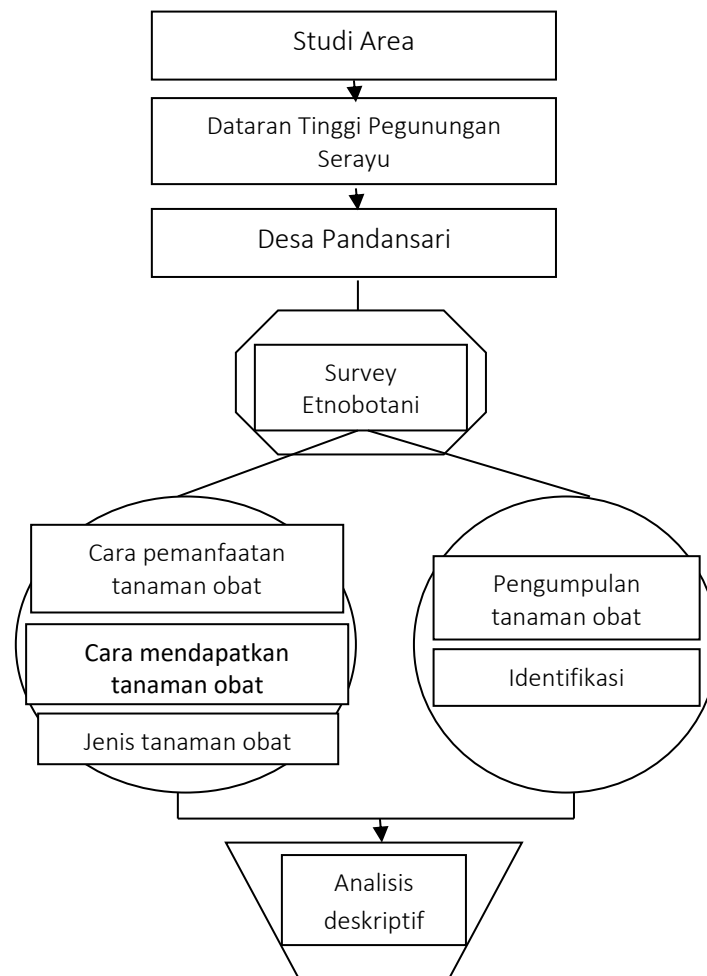 Studi Area
Dataran Tinggi Pegunungan
Serayu
Desa Pandansari
Survey
Etnobotani
Cara pemanfaatan
tanaman obat
Cara mendapatkan
tanaman obat
Jenis tanaman obat
Pengumpulan
tanaman obat
Identifikasi
Analisis
deskriptif